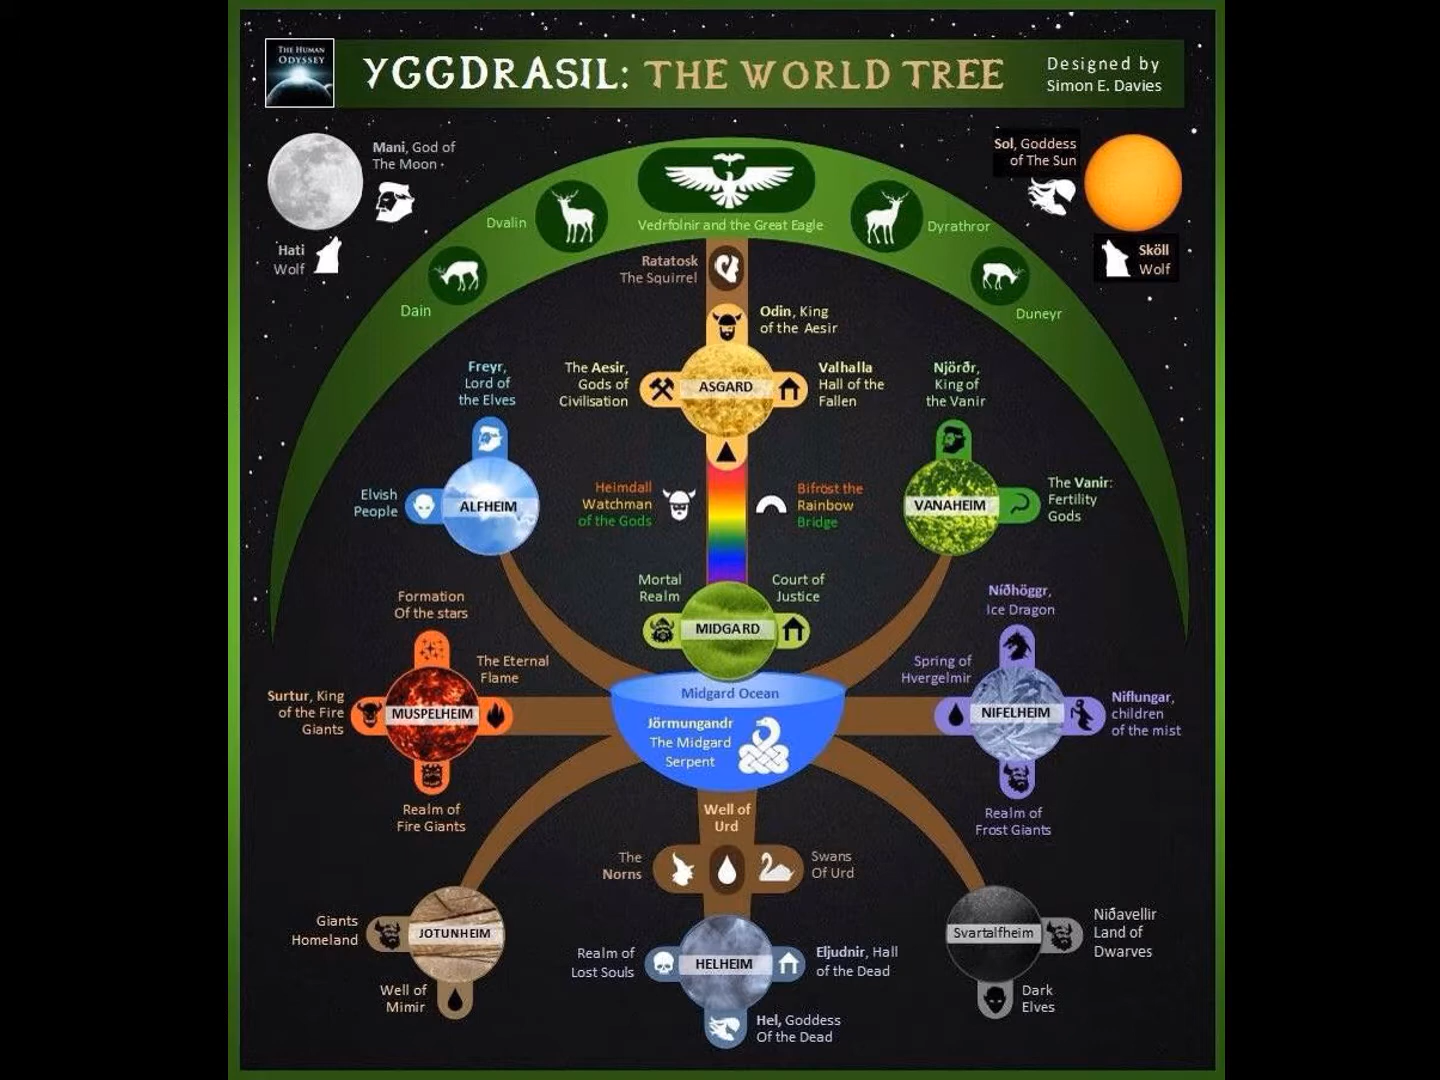 THE HUMAN
ODYSSEY
YGGDRASIL: THE WORLD TREE
Designed by
Simon E. Davies
Mani, God of
The Moon
Hati
Wolf
Sol, Goddess
of The Sun
Sköll
Wolf
Dvalin
Dain
Vedrfolnir and the Great Eagle
Dyrathror
Duneyr
Ratatosk
The Squirrel
Odin, King
of the Aesir
The Aesir,
Gods of
Civilisation
ASGARD
Valhalla
Hall of the
Fallen
Freyr,
Lord of
the Elves
Elvish
People
ALFHEIM
Njörðr,
King of
the Vanir
VANAHEIM
The Vanir:
Fertility
Gods
Heimdall
Watchman
of the Gods
Bifröst the
Rainbow
Bridge
Mortal
Realm
Court of
Justice
MIDGARD
Formation
Of the stars
The Eternal
Flame
Surtur, King
of the Fire
Giants
MUSPELHEIM
Realm of
Fire Giants
Midgard Ocean
Jörmungandr
The Midgard
Serpent
Níðhöggr,
Ice Dragon
Spring of
Hvergelmir
NIFELHEIM
Niflungar,
children
of the mist
Realm of
Frost Giants
Well of
Urd
The
Norns
Swans
Of Urd
Giants
Homeland
JOTUNHEIM
Well of
Mimir
Realm of
Lost Souls
HELHEIM
Eljudnir, Hall
of the Dead
Hel, Goddess
Of the Dead
Svartalfheim
Niðavellir
Land of
Dwarves
Dark
Elves